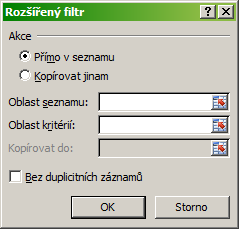 Rozšířený filtr
Akce
Přímo v seznamu
Kopírovat jinam
Oblast seznamu:
Oblast kritérií:
Kopírovat do:
Bez duplicitních záznamů
OK Storno